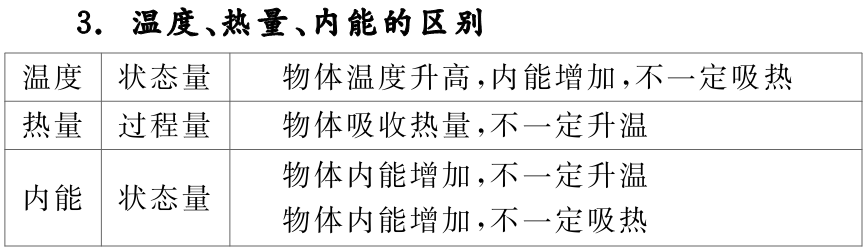 3. 温度、热量、内能的区别
温度 状态量 物体温度升高,内能增加,不一定吸热
热量 过程量 物体吸收热量,不一定升温
内能 状态量 物体内能增加,不一定升温
物体内能增加,不一定吸热